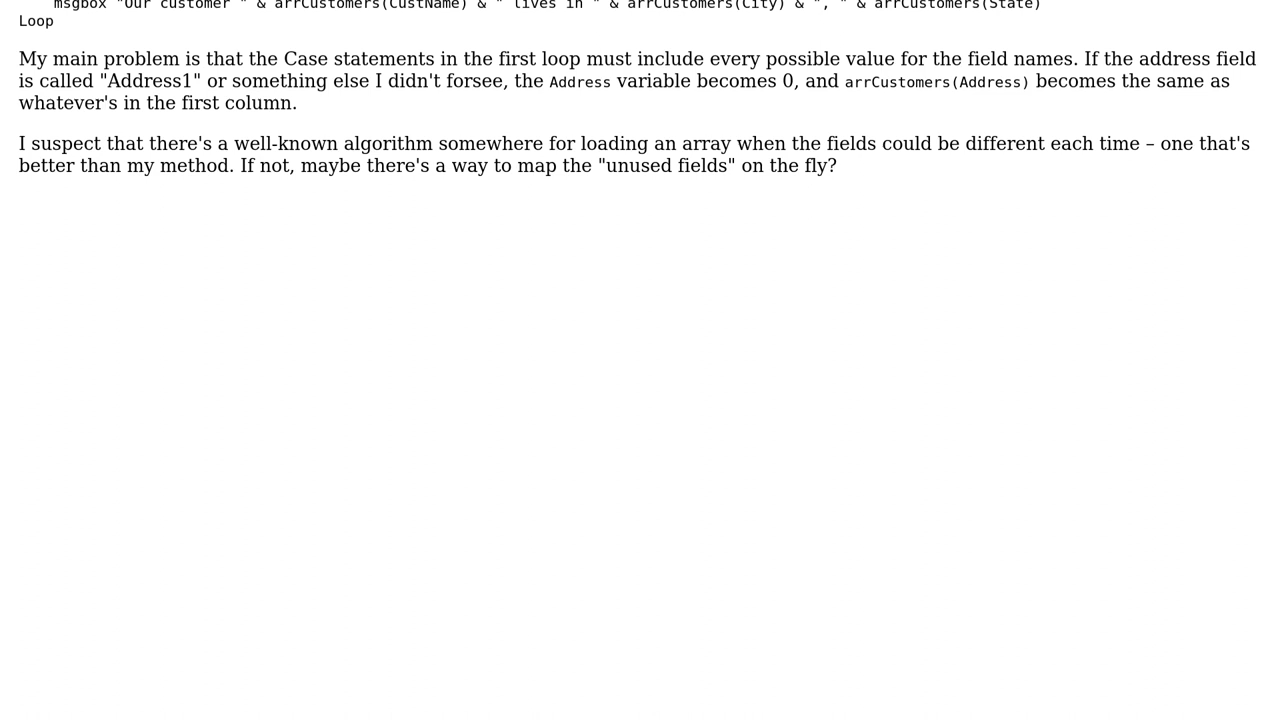 msgbox "Our customer " & arrCustomers(CustName) & " lives in " & arrCustomers(City) & ", " & arrCustomers(State)
Loop
My main problem is that the Case statements in the first loop must include every possible value for the field names. If the address field
is called "Address1" or something else I didn't forsee, the Address variable becomes 0, and arrCustomers(Address) becomes the same as
whatever's in the first column.
I suspect that there's a well-known algorithm somewhere for loading an array when the fields could be different each time – one that's
better than my method. If not, maybe there's a way to map the "unused fields" on the fly?